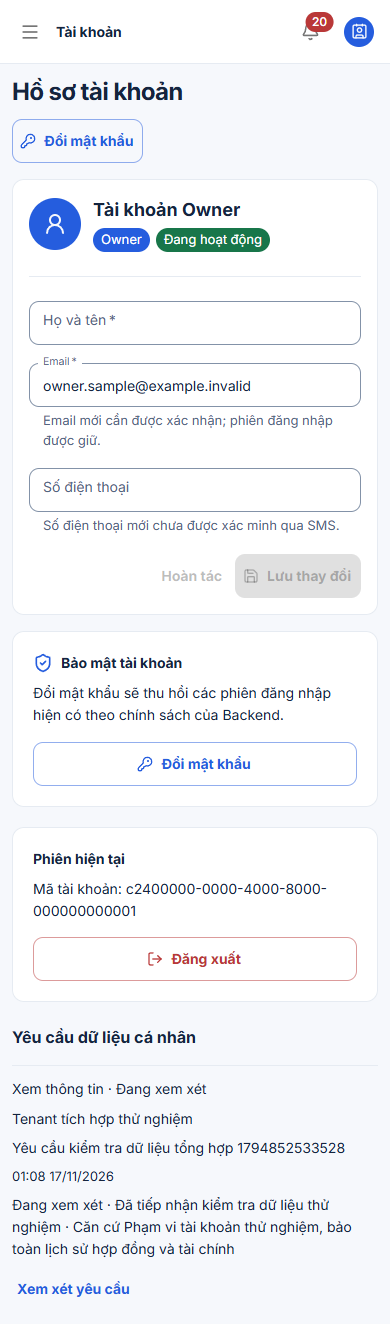 Tài khoản
20
Hồ sơ tài khoản
Đổi mật khẩu
Tài khoản Owner
Owner
Đang hoạt động
Họ và tên *
Email *
owner.sample@example.invalid
Email mới cần được xác nhận; phiên đăng nhập
được giữ.
Số điện thoại
Số điện thoại mới chưa được xác minh qua SMS.
Hoàn tác
Lưu thay đổi
Bảo mật tài khoản
Đổi mật khẩu sẽ thu hồi các phiên đăng nhập
hiện có theo chính sách của Backend.
Đổi mật khẩu
Phiên hiện tại
Mã tài khoản: c2400000-0000-4000-8000-
000000000001
Đăng xuất
Yêu cầu dữ liệu cá nhân
Xem thông tin · Đang xem xét
Tenant tích hợp thử nghiệm
Yêu cầu kiểm tra dữ liệu tổng hợp 1794852533528
01:08 17/11/2026
Đang xem xét · Đã tiếp nhận kiểm tra dữ liệu thử
nghiệm · Căn cứ Phạm vi tài khoản thử nghiệm, bảo
toàn lịch sử hợp đồng và tài chính
Xem xét yêu cầu